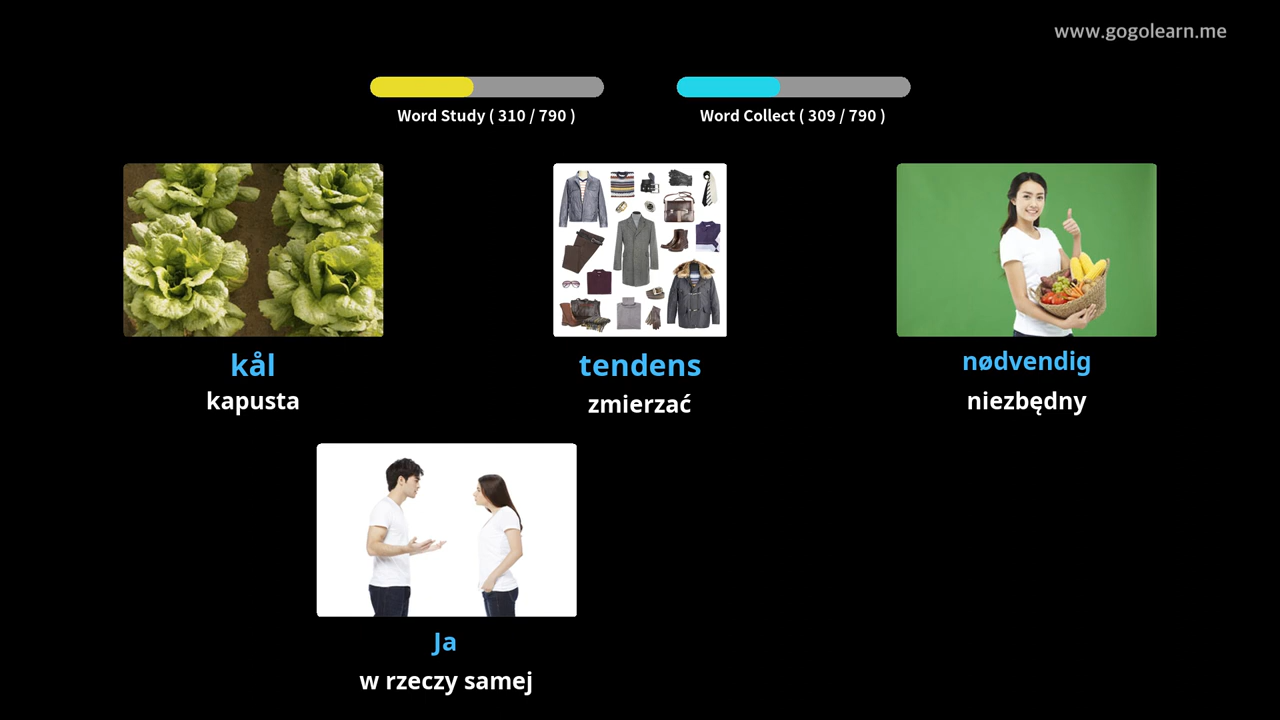 www.gogolearn.me
Word Study ( 310 / 790 )
Word Collect ( 309 / 790 )
kål
kapusta
tendens
zmierzać
nødvendig
niezbędny
Ja
w rzeczy samej